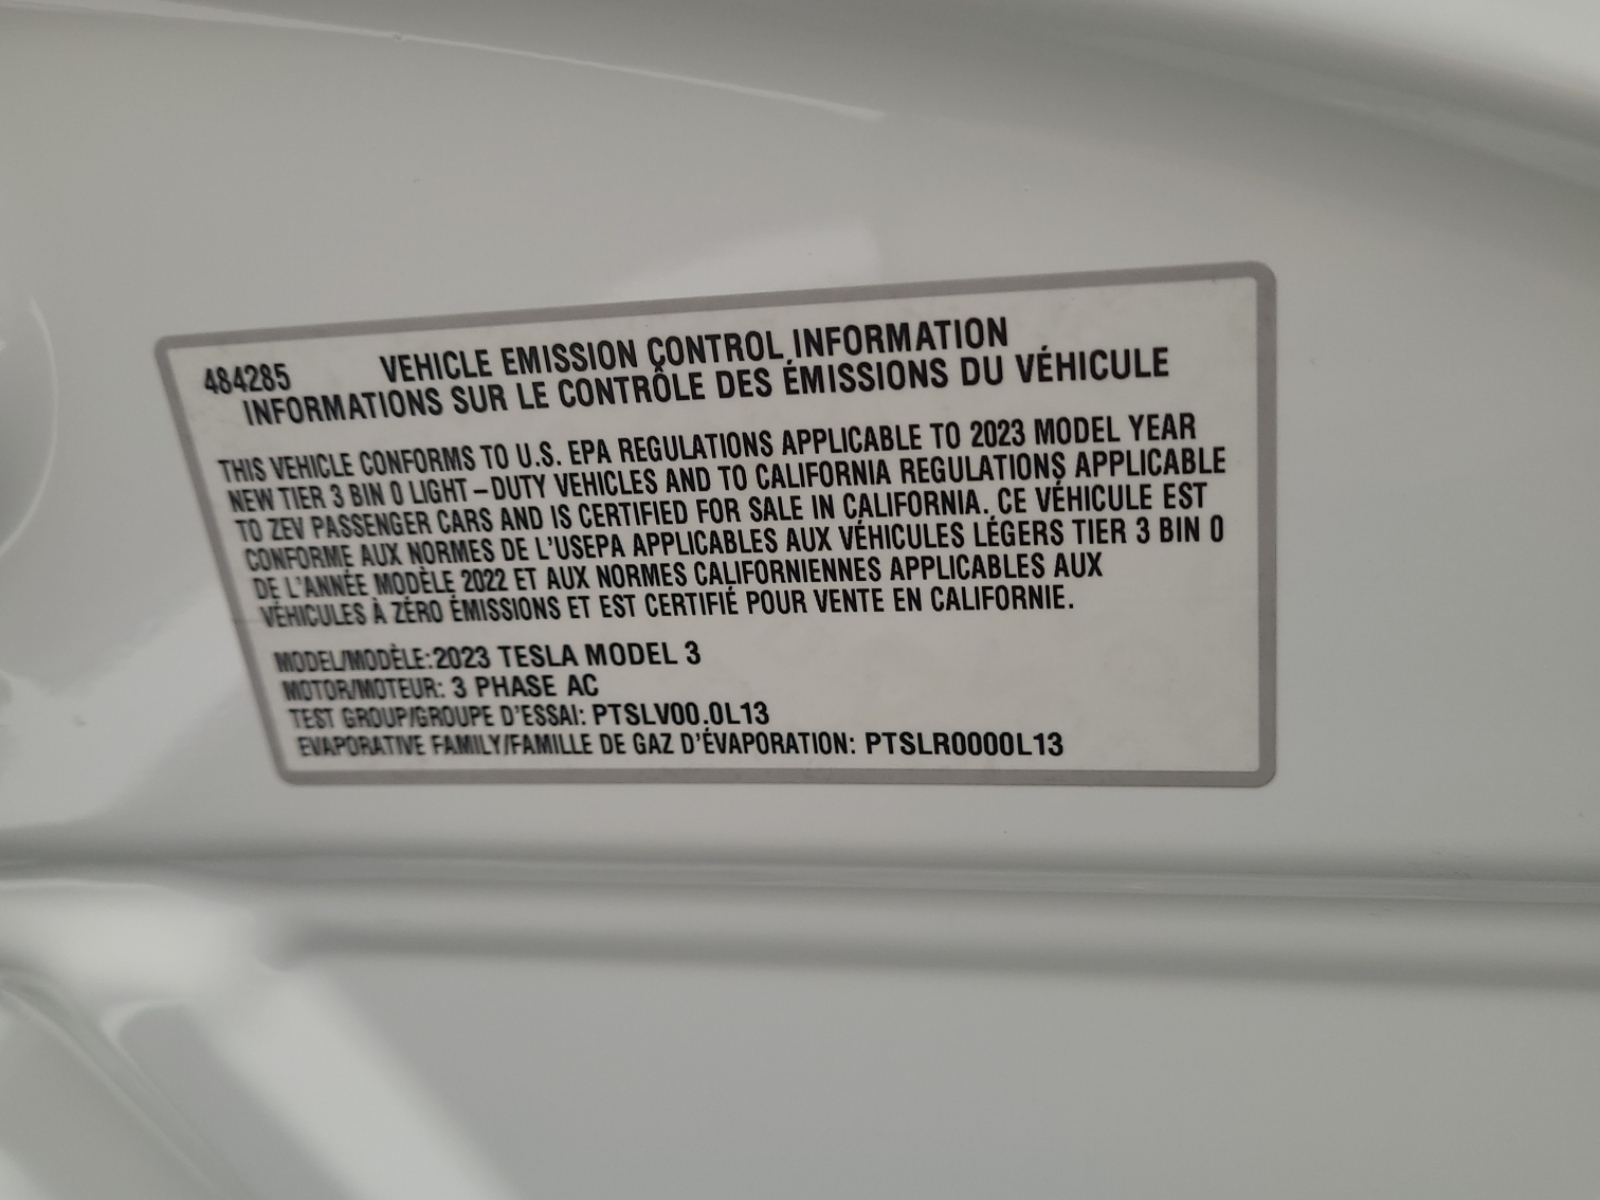 484285 VEHICLE EMISSION CONTROL INFORMATION
INFORMATIONS SUR LE CONTRÔLE DES ÉMISSIONS DU VÉHICULE
THIS VEHICLE CONFORMS TO U.S. EPA REGULATIONS APPLICABLE TO 2023 MODEL YEAR
NEW TIER 3 BIN 0 LIGHT-DUTY VEHICLES AND TO CALIFORNIA REGULATIONS APPLICABLE
TO ZEV PASSENGER CARS AND IS CERTIFIED FOR SALE IN CALIFORNIA. CE VÉHICULE EST
CONFORME AUX NORMES DE L'USEPA APPLICABLES AUX VÉHICULES LÉGERS TIER 3 BIN 0
DE L'ANNÉE MODÈLE 2022 ET AUX NORMES CALIFORNIENNES APPLICABLES AUX
VÉHICULES À ZÉRO ÉMISSIONS ET EST CERTIFIÉ POUR VENTE EN CALIFORNIE.
MODEL/MODÈLE:2023 TESLA MODEL 3
MOTOR/MOTEUR: 3 PHASE AC
TEST GROUP/GROUPE D'ESSAI: PTSLV00.0L13
EVAPORATIVE FAMILY/FAMILLE DE GAZ D'ÉVAPORATION: PTSLR0000L13